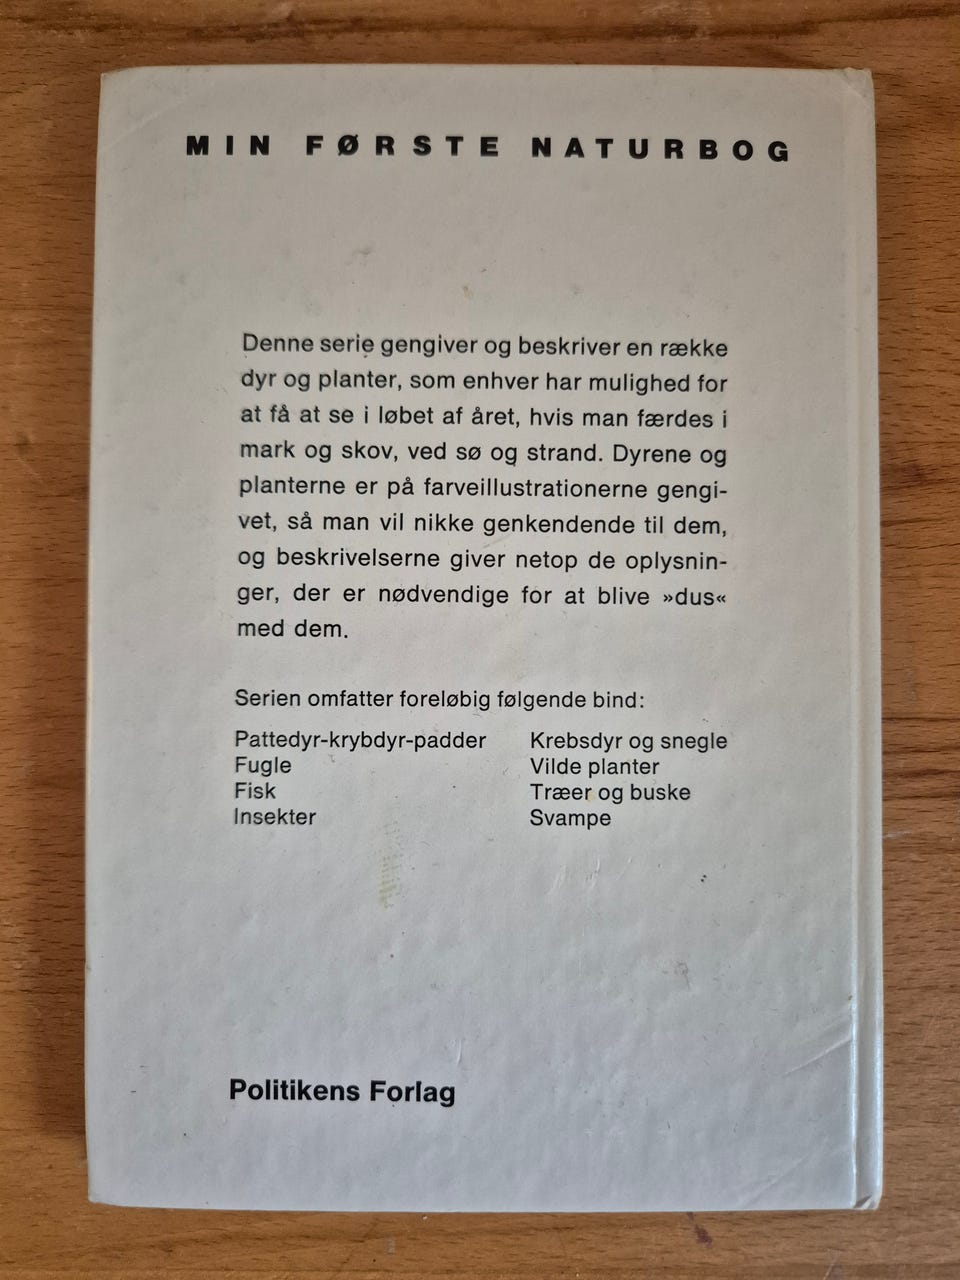 MIN FØRSTE NATURBOG
Denne serie gengiver og beskriver en række
dyr og planter, som enhver har mulighed for
at få at se i løbet af året, hvis man færdes i
mark og skov, ved sø og strand. Dyrene og
planterne er på farveillustrationerne gengi-
vet, så man vil nikke genkendende til dem,
og beskrivelserne giver netop de oplysnin-
ger, der er nødvendige for at blive »dus«
med dem.
Serien omfatter foreløbig følgende bind:
Pattedyr-krybdyr-padder
Fugle
Fisk
Insekter
Krebsdyr og snegle
Vilde planter
Træer og buske
Svampe
Politikens Forlag